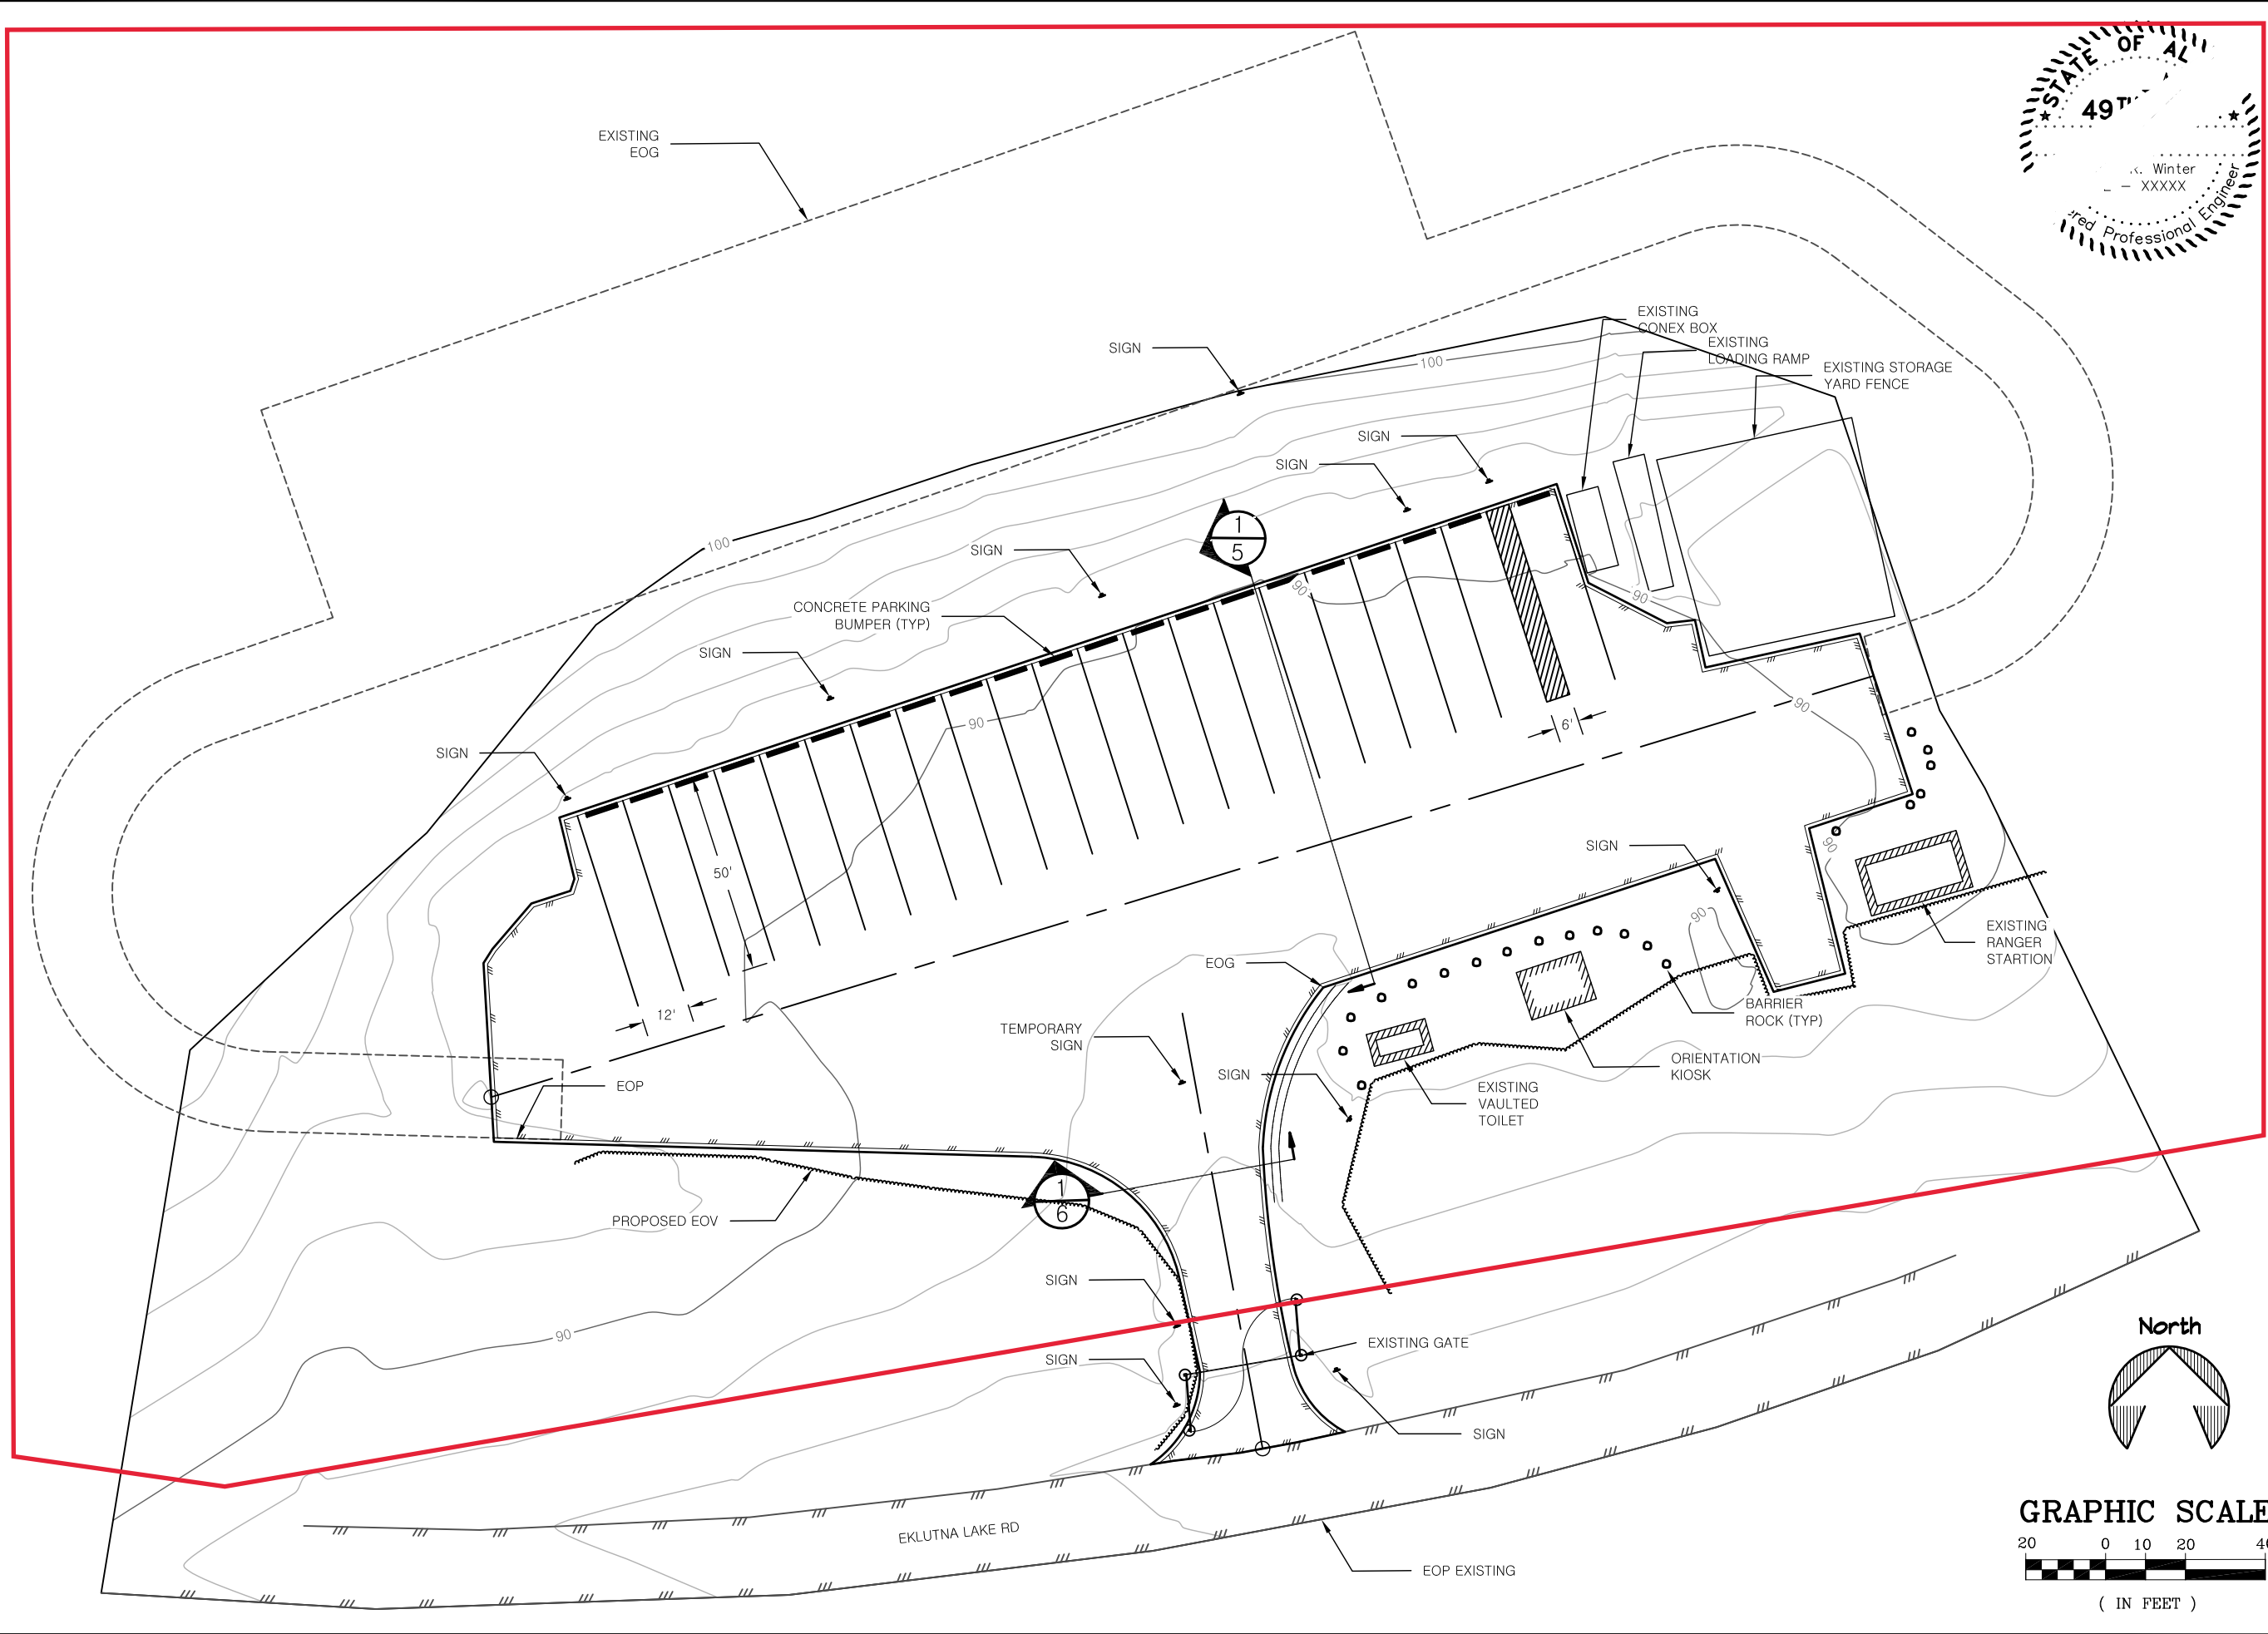 STATE OF AL
49TH
K. Winter
— XXXXX
ered Professional Engineer
EXISTING
EOG
EXISTING
CONEX BOX
EXISTING
LOADING RAMP
EXISTING STORAGE
YARD FENCE
SIGN
100
SIGN
SIGN
100
1
5
SIGN
CONCRETE PARKING
BUMPER (TYP)
90
90
SIGN
90
90
6'
SIGN
50'
SIGN
90
90
EXISTING
RANGER
STARTION
EOG
12'
BARRIER
ROCK (TYP)
TEMPORARY
SIGN
ORIENTATION
KIOSK
SIGN
EOP
EXISTING
VAULTED
TOILET
1
6
PROPOSED EOV
SIGN
90
EXISTING GATE
SIGN
SIGN
North
EKLUTNA LAKE RD
EOP EXISTING
GRAPHIC SCALE
20 0 10 20 40
( IN FEET )